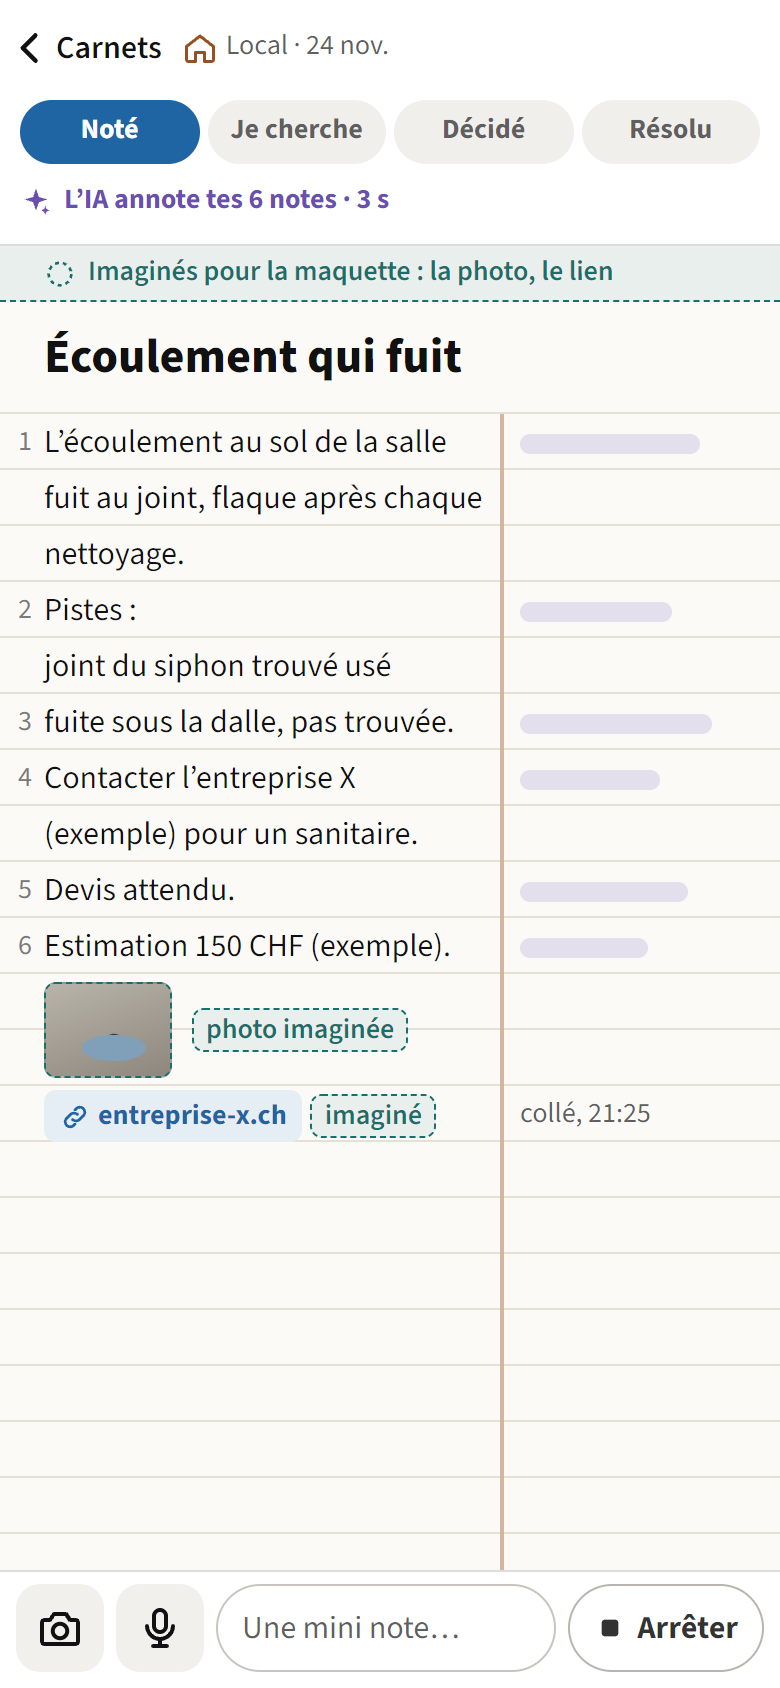 Carnets
Local · 24 nov.
Noté
Je cherche
Décidé
Résolu
L’IA annote tes 6 notes · 3 s
Imaginés pour la maquette : la photo, le lien
Écoulement qui fuit
1 L’écoulement au sol de la salle
fuit au joint, flaque après chaque
nettoyage.
2 Pistes :
joint du siphon trouvé usé
3 fuite sous la dalle, pas trouvée.
4 Contacter l’entreprise X
(exemple) pour un sanitaire.
5 Devis attendu.
6 Estimation 150 CHF (exemple).
photo imaginée
entreprise-x.ch
imaginé
collé, 21:25
Une mini note…
Arrêter